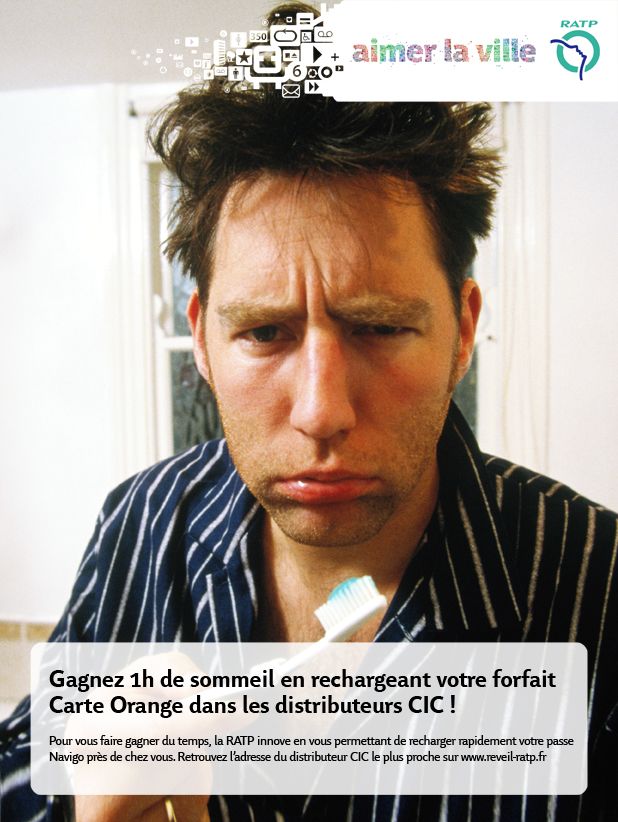 350
6
aimer la ville
RATP
Gagnez 1h de sommeil en rechargeant votre forfait
Carte Orange dans les distributeurs CIC !
Pour vous faire gagner du temps, la RATP innove en vous permettant de recharger rapidement votre passe
Navigo près de chez vous. Retrouvez l'adresse du distributeur CIC le plus proche sur www.reveil-ratp.fr